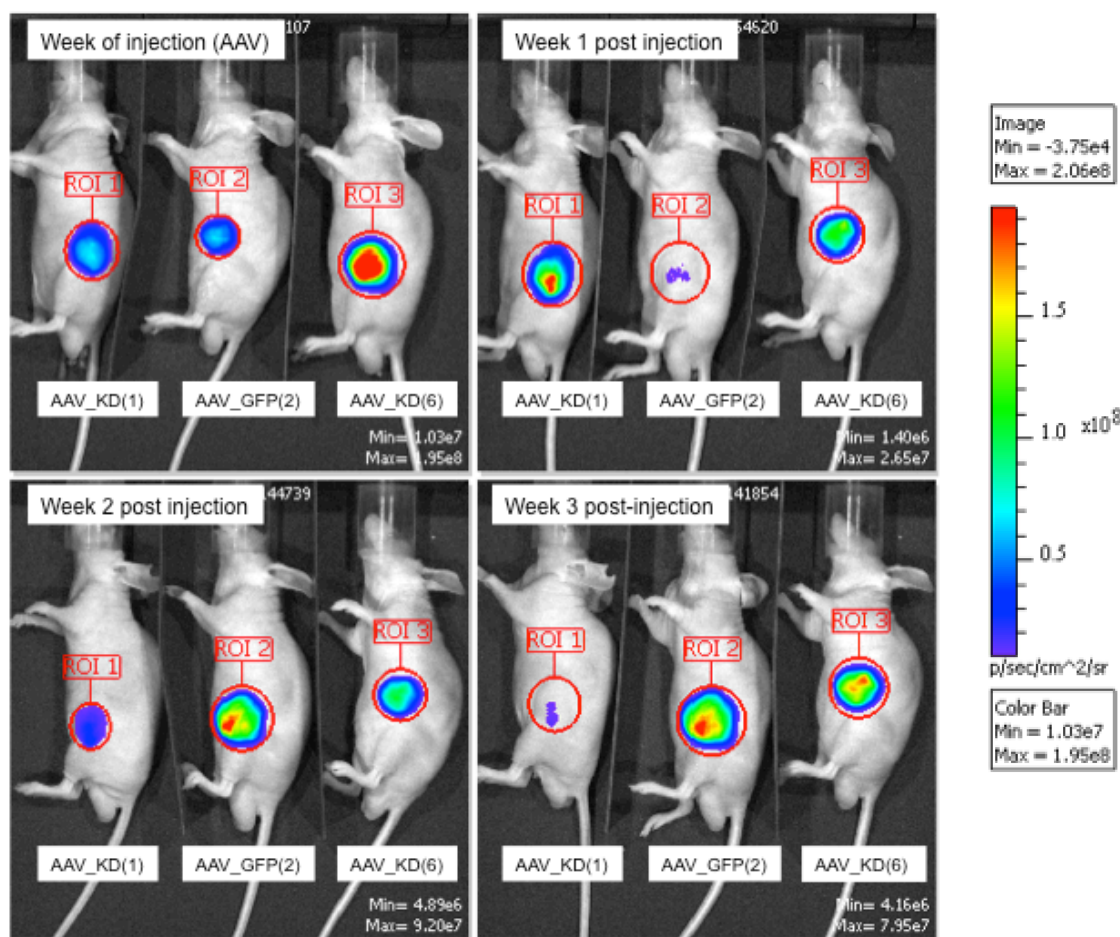 Week of injection (AAV)
107
ROI 1
ROI 2
ROI 3
AAV_KD(1)
AAV_GFP(2)
AAV_KD(6)
Min= 1.03e7
Max= 1.95e8
Week 1 post injection
54620
ROI 1
ROI 2
ROI 3
AAV_KD(1)
AAV_GFP(2)
AAV_KD(6)
Min= 1.40e6
Max= 2.65e7
Week 2 post injection
44739
ROI 1
ROI 2
ROI 3
AAV_KD(1)
AAV_GFP(2)
AAV_KD(6)
Min= 4.89e6
Max= 9.20e7
Week 3 post-injection
141854
ROI 1
ROI 2
ROI 3
AAV_KD(1)
AAV_GFP(2)
AAV_KD(6)
Min= 4.16e6
Max= 7.95e7
Image
Min = -3.75e4
Max = 2.06e8
1.5
1.0
x10^8
0.5
p/sec/cm^2/sr
Color Bar
Min = 1.03e7
Max = 1.95e8